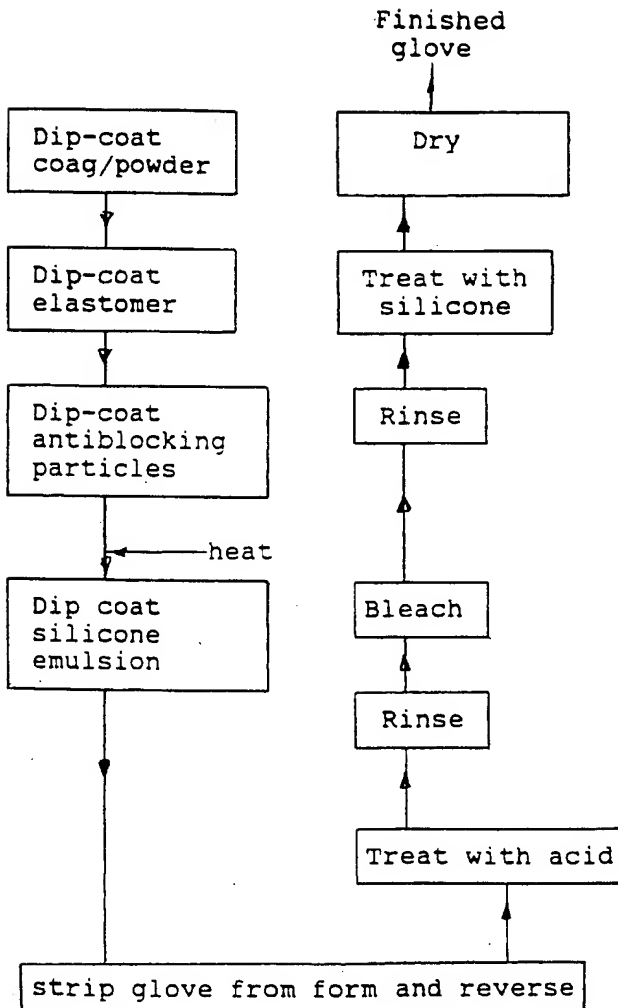 Finished
glove
Dip-coat
coag/powder
Dip-coat
elastomer
Dip-coat
antiblocking
particles
heat
Dip coat
silicone
emulsion
strip glove from form and reverse
Treat with acid
Rinse
Bleach
Rinse
Treat with
silicone
Dry